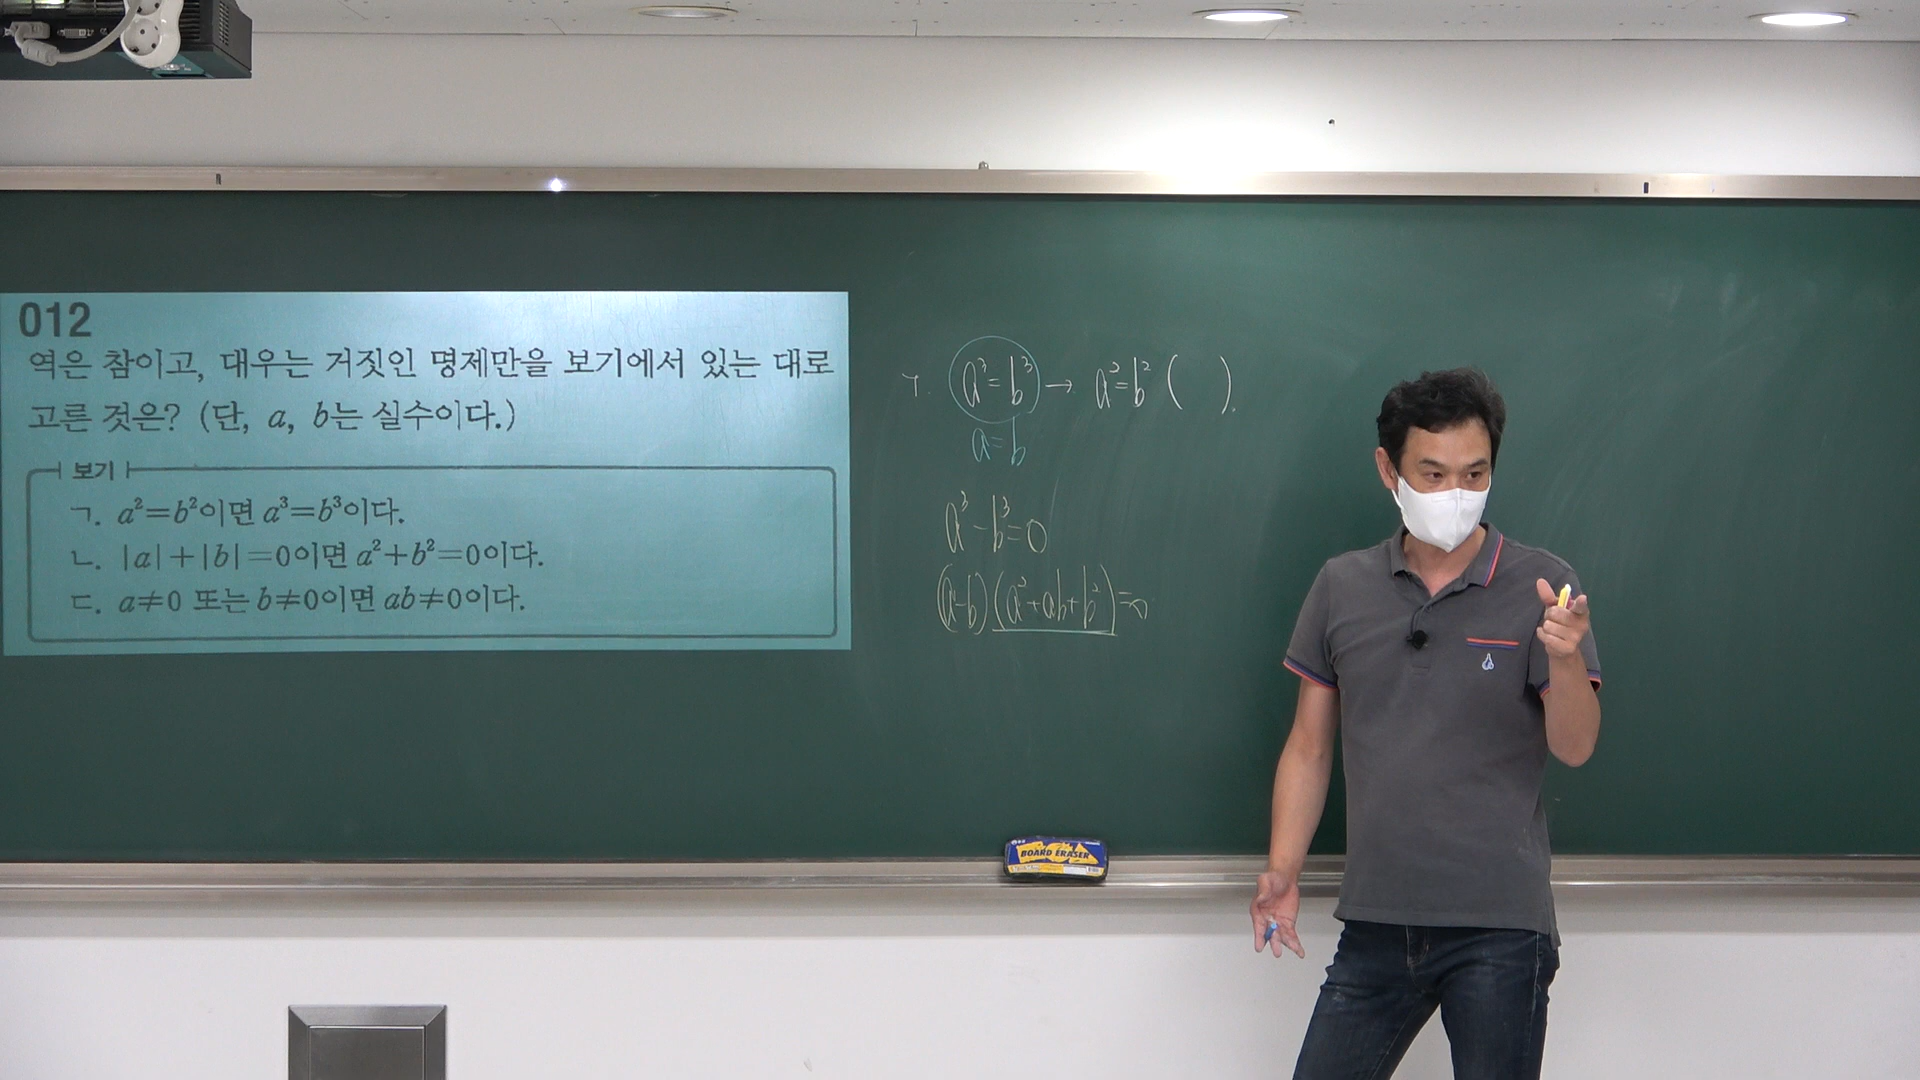 012
역은 참이고, 대우는 거짓인 명제만을 보기에서 있는 대로
고른 것은? (단, a, b는 실수이다.)
보기
ㄱ. a²=b²이면 a³=b³이다.
ㄴ. |a|+|b|=0이면 a²+b²=0이다.
ㄷ. a≠0 또는 b≠0이면 ab≠0이다.
ㄱ. a³=b³ → a²=b² ( ).
a=b
a³-b³=0
(a-b)(a²+ab+b²)=0
BOARD ERASER